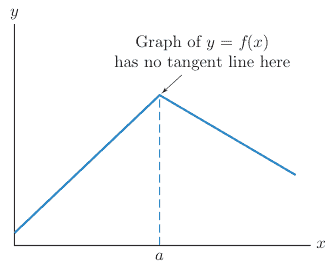 y
Graph of y = f(x)
has no tangent line here
x
a